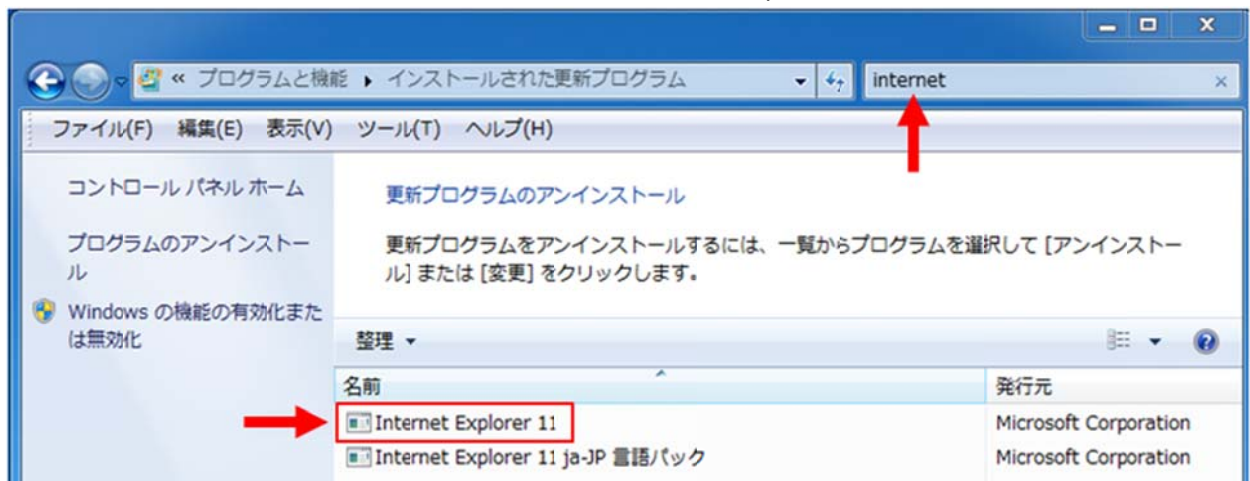 « プログラムと機能 ▸ インストールされた更新プログラム
internet
ファイル(F) 編集(E) 表示(V) ツール(T) ヘルプ(H)
コントロール パネル ホーム
プログラムのアンインストー
ル
Windows の機能の有効化また
は無効化
更新プログラムのアンインストール
更新プログラムをアンインストールするには、一覧からプログラムを選択して [アンインストー
ル] または [変更] をクリックします。
整理
名前 発行元
Internet Explorer 11 Microsoft Corporation
Internet Explorer 11 ja-JP 言語パック Microsoft Corporation